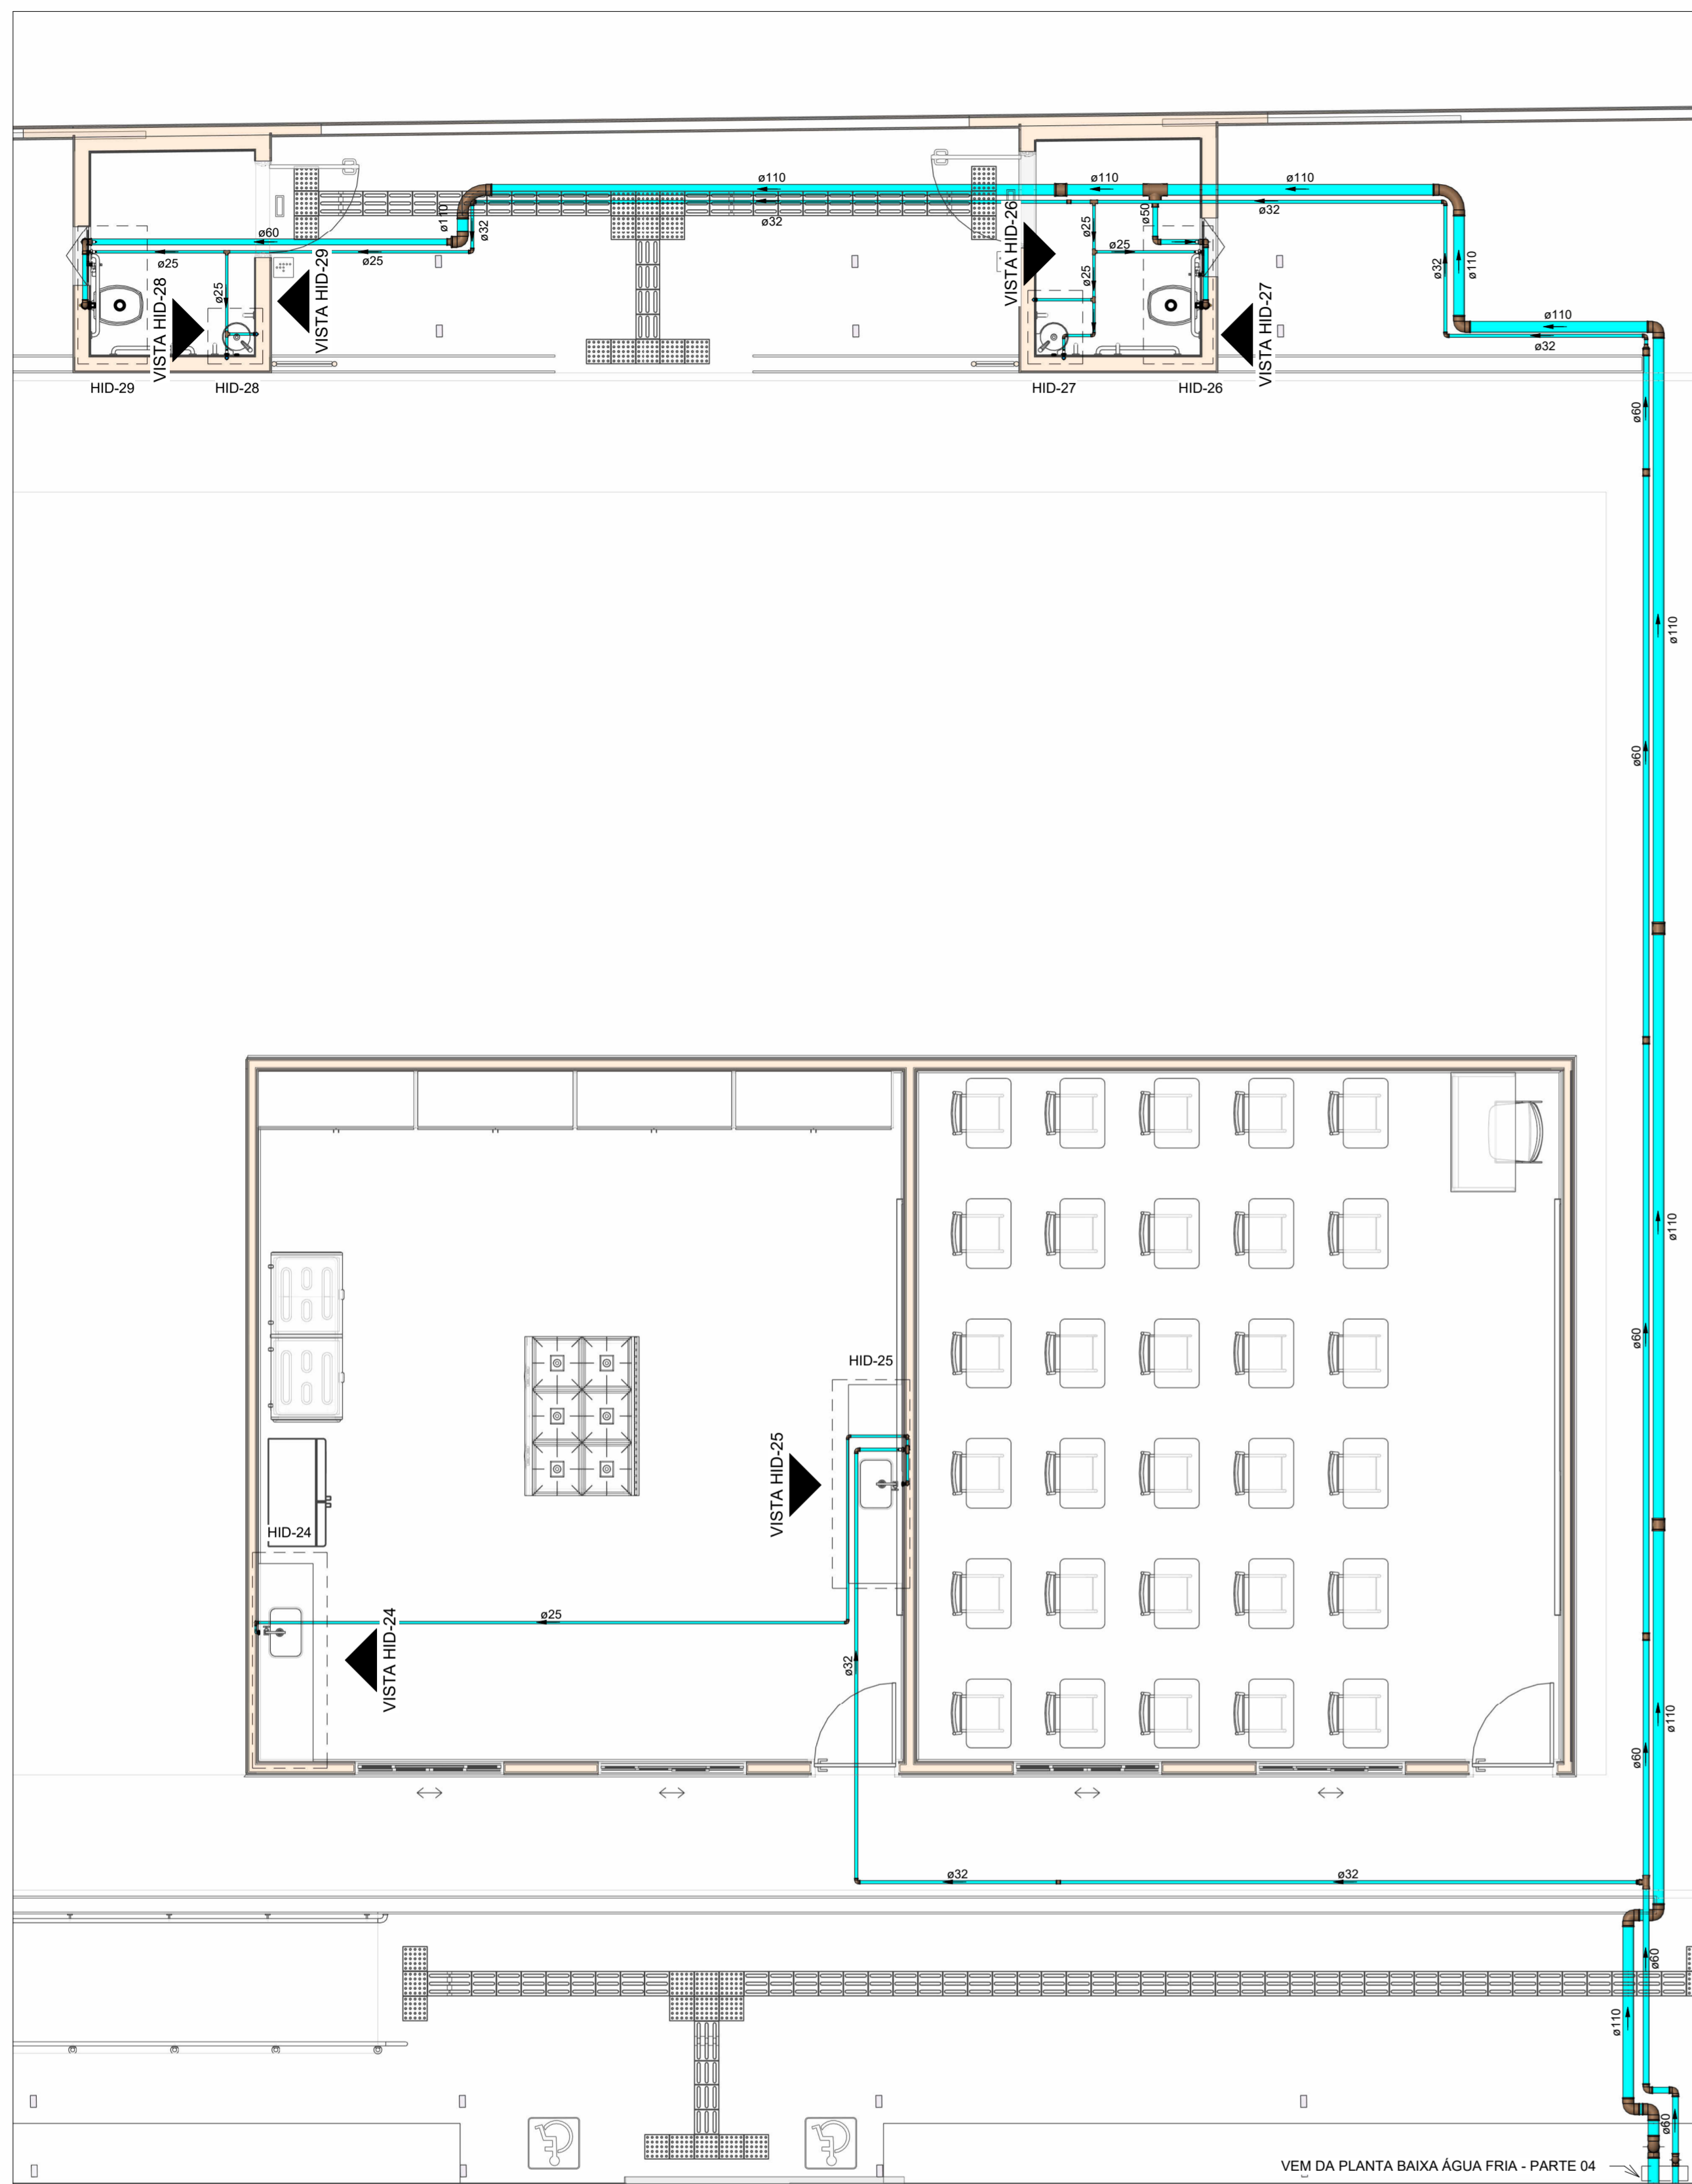 ø110
ø110
ø110
ø32
ø32
ø50
ø110
ø32
ø60
ø25
ø25
ø25
ø25
ø25
ø25
ø32
ø110
ø110
ø32
VISTA HID-28
VISTA HID-29
VISTA HID-26
VISTA HID-27
HID-29
HID-28
HID-27
HID-26
ø60
ø110
ø60
ø110
ø60
HID-25
VISTA HID-25
HID-24
ø25
VISTA HID-24
ø32
ø110
ø60
ø32
ø32
ø60
ø110
ø60
VEM DA PLANTA BAIXA ÁGUA FRIA - PARTE 04